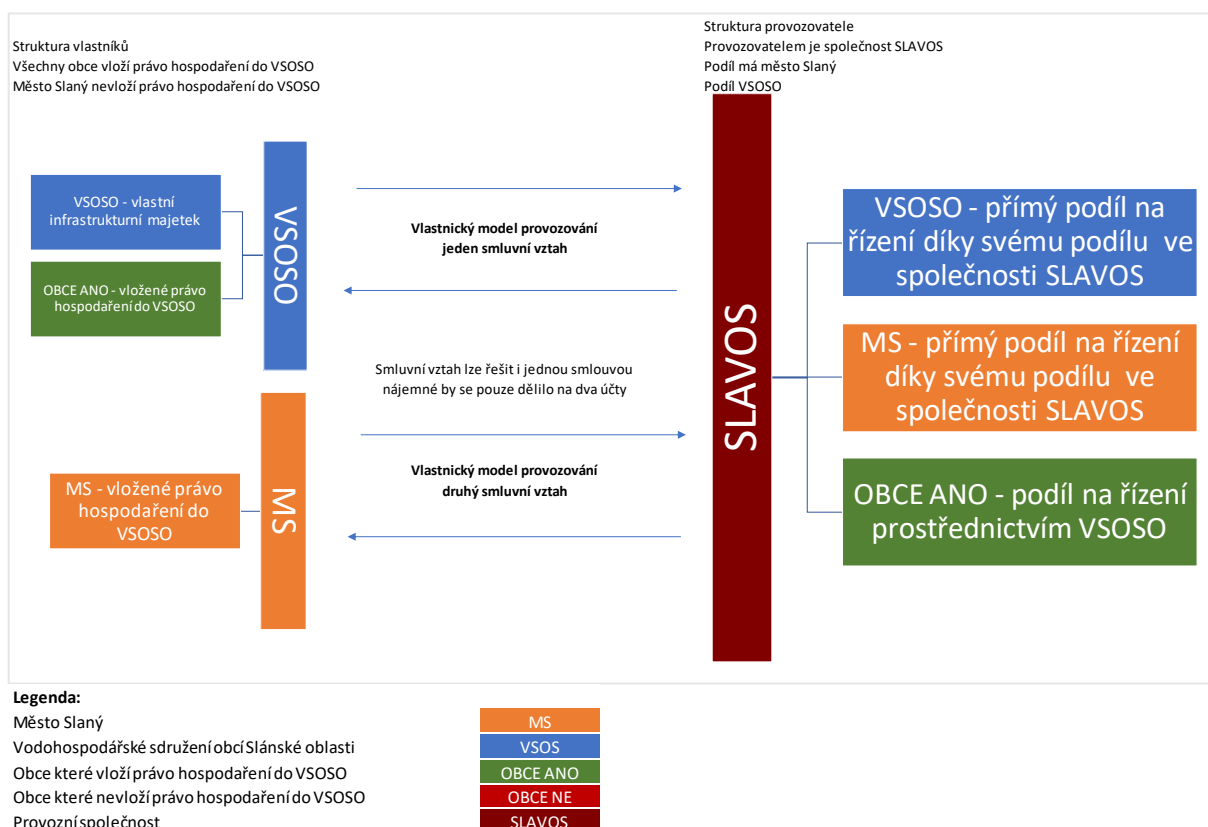 Struktura vlastníků
Všechny obce vloží právo hospodaření do VSOSO
Město Slaný nevloží právo hospodaření do VSOSO
Struktura provozovatele
Provozovatelem je společnost SLAVOS
Podíl má město Slaný
Podíl VSOSO
VSOSO - vlastní
infrastrukturní majetek
OBCE ANO - vložené právo
hospodaření do VSOSO
VSOSO
Vlastnický model provozování
jeden smluvní vztah
Smluvní vztah lze řešit i jednou smlouvou
nájemné by se pouze dělilo na dva účty
MS - vložené právo
hospodaření do
VSOSO
MS
Vlastnický model provozování
druhý smluvní vztah
SLAVOS
VSOSO - přímý podíl na
řízení díky svému podílu ve
společnosti SLAVOS
MS - přímý podíl na řízení
díky svému podílu ve
společnosti SLAVOS
OBCE ANO - podíl na řízení
prostřednictvím VSOSO
Legenda:
Město Slaný MS
Vodohospodářské sdružení obcí Slánské oblasti VSOS
Obce které vloží právo hospodaření do VSOSO OBCE ANO
Obce které nevloží právo hospodaření do VSOSO OBCE NE
Provozní společnost SLAVOS